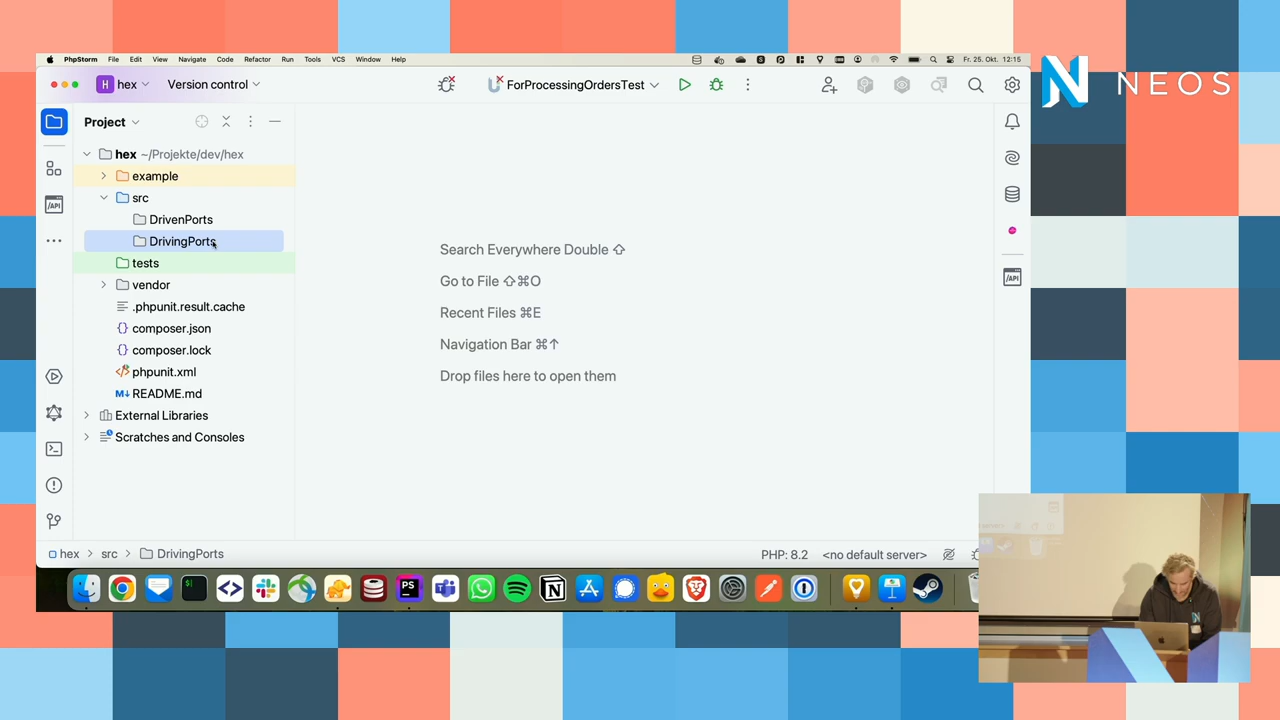 PhpStorm File Edit View Navigate Code Refactor Run Tools VCS Window Help Fr. 25. Okt. 12:15
NEOS
H hex Version control ForProcessingOrdersTest
Project
hex ~/Projekte/dev/hex
example
src
DrivenPorts
DrivingPorts
tests
vendor
.phpunit.result.cache
composer.json
composer.lock
phpunit.xml
README.md
External Libraries
Scratches and Consoles
Search Everywhere Double ⇧
Go to File ⇧⌘O
Recent Files ⌘E
Navigation Bar ⌘↑
Drop files here to open them
hex > src > DrivingPorts PHP: 8.2 <no default server>